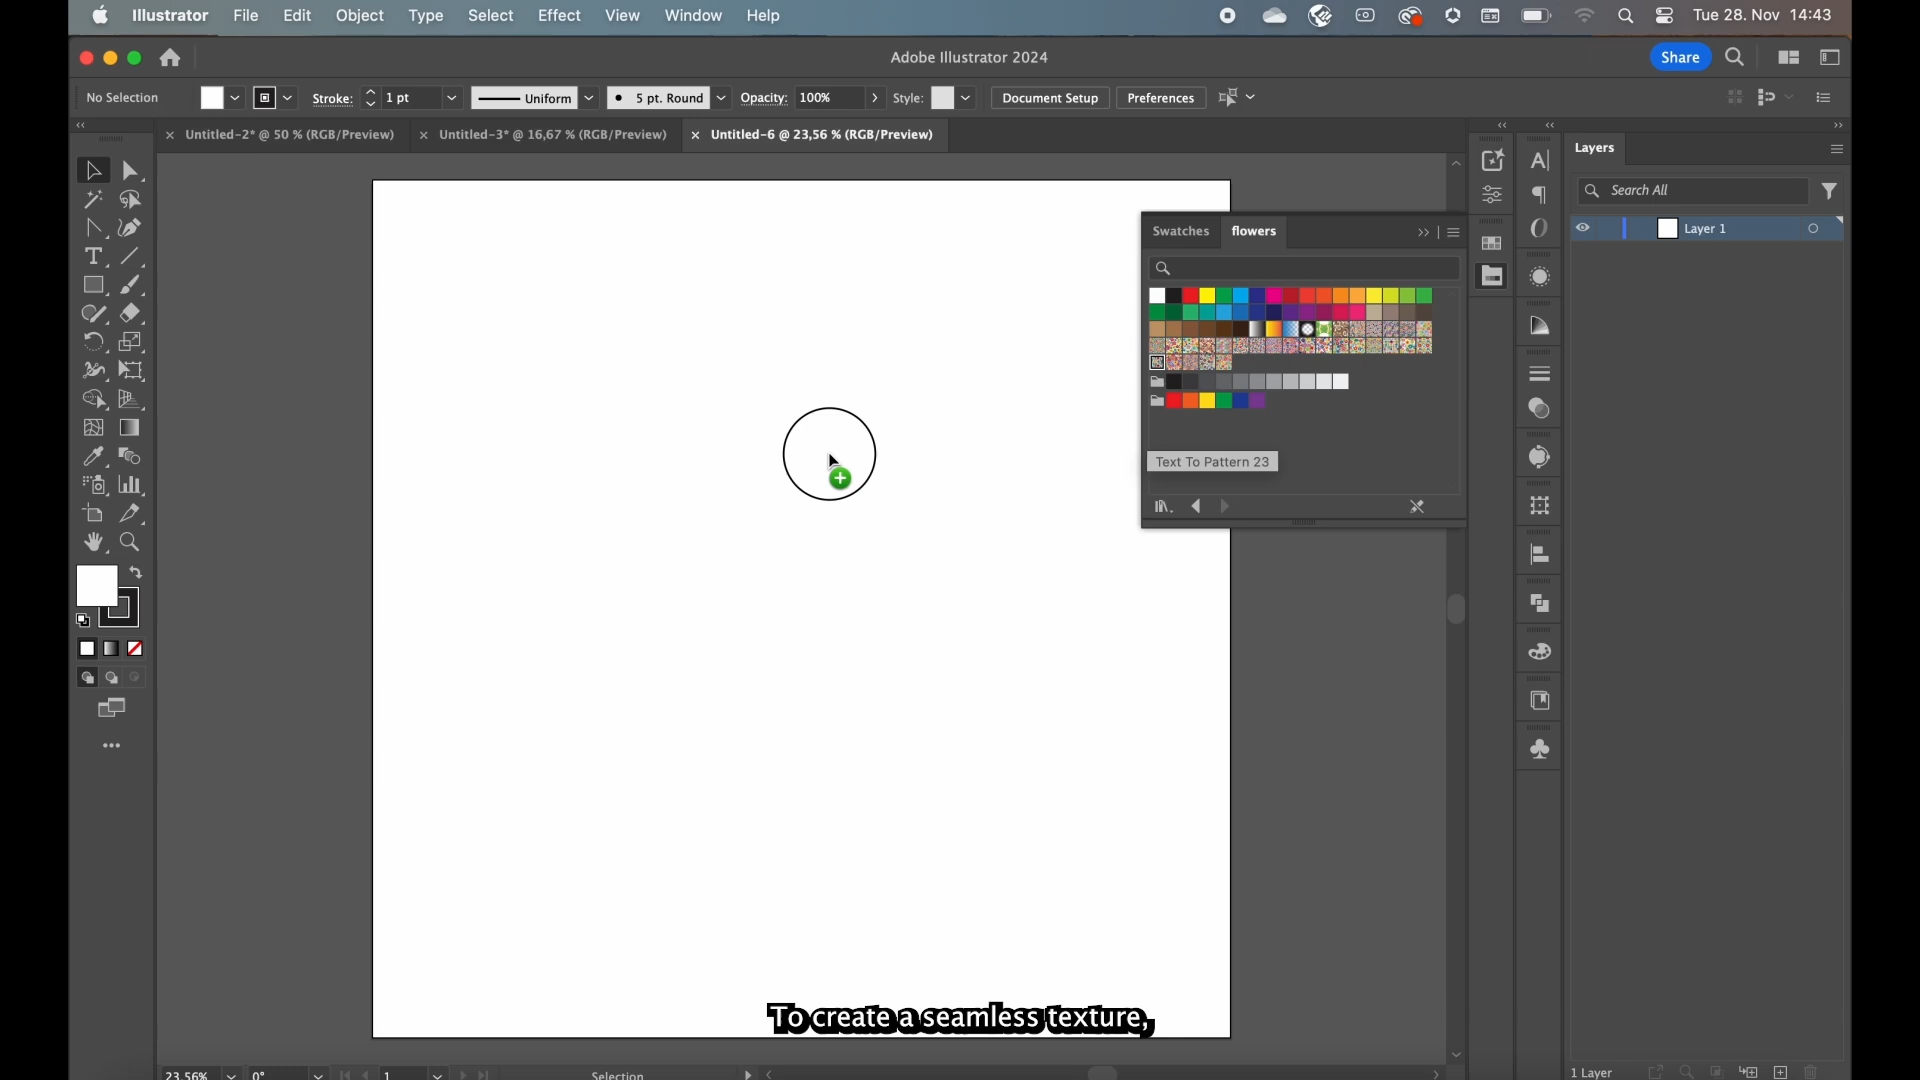 Illustrator File Edit Object Type Select Effect View Window Help Tue 28. Nov 14:43
Adobe Illustrator 2024 Share
No Selection Stroke: 1 pt Uniform 5 pt. Round Opacity: 100% Style: Document Setup Preferences
Untitled-2* @ 50 % (RGB/Preview) Untitled-3* @ 16,67 % (RGB/Preview) Untitled-6 @ 23,56 % (RGB/Preview)
Layers
Search All
Layer 1
Swatches flowers
Text To Pattern 23
To create a seamless texture,
23,56% 0° 1 Selection 1 Layer